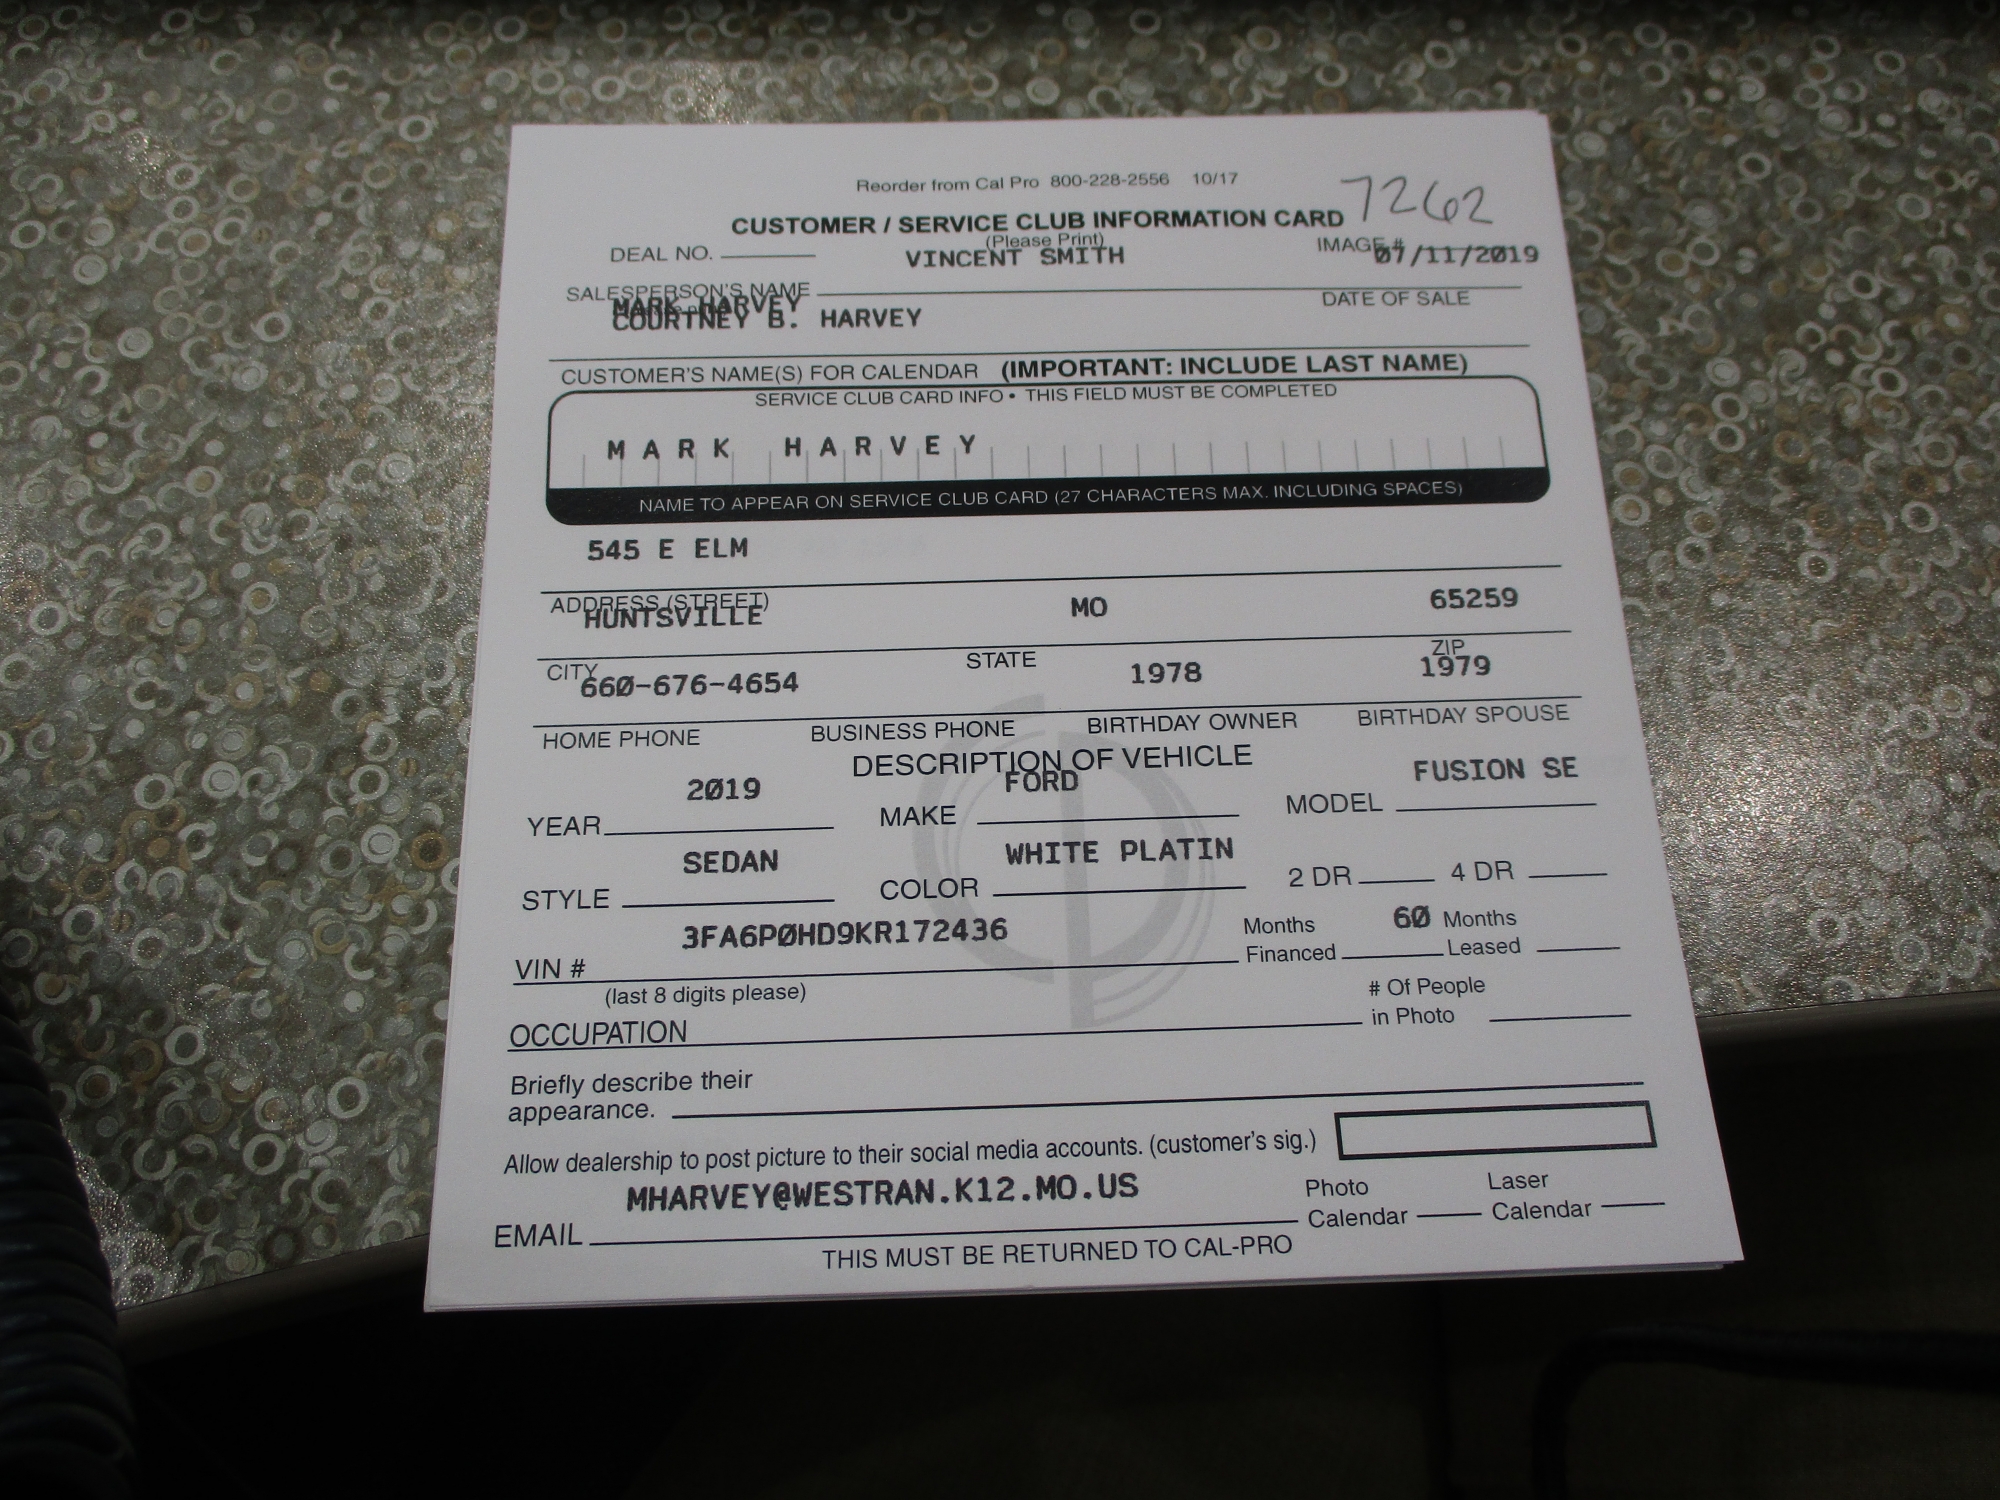 Reorder from Cal Pro 800-228-2556 10/17
7262
CUSTOMER / SERVICE CLUB INFORMATION CARD
(Please Print)
DEAL NO. VINCENT SMITH IMAGE # 07/11/2019
SALESPERSON'S NAME DATE OF SALE
MARK HARVEY
COURTNEY B. HARVEY
CUSTOMER'S NAME(S) FOR CALENDAR (IMPORTANT: INCLUDE LAST NAME)
SERVICE CLUB CARD INFO • THIS FIELD MUST BE COMPLETED
MARK HARVEY
NAME TO APPEAR ON SERVICE CLUB CARD (27 CHARACTERS MAX. INCLUDING SPACES)
545 E ELM
ADDRESS (STREET)
HUNTSVILLE MO 65259
CITY STATE ZIP
660-676-4654 1978 1979
HOME PHONE BUSINESS PHONE BIRTHDAY OWNER BIRTHDAY SPOUSE
DESCRIPTION OF VEHICLE
2019 FORD FUSION SE
YEAR MAKE MODEL
SEDAN WHITE PLATIN
STYLE COLOR 2 DR 4 DR
3FA6P0HD9KR172436 Months 60 Months
VIN # Financed Leased
(last 8 digits please) # Of People
OCCUPATION in Photo
Briefly describe their
appearance.
Allow dealership to post picture to their social media accounts. (customer's sig.)
MHARVEY@WESTRAN.K12.MO.US Photo Laser
EMAIL Calendar Calendar
THIS MUST BE RETURNED TO CAL-PRO